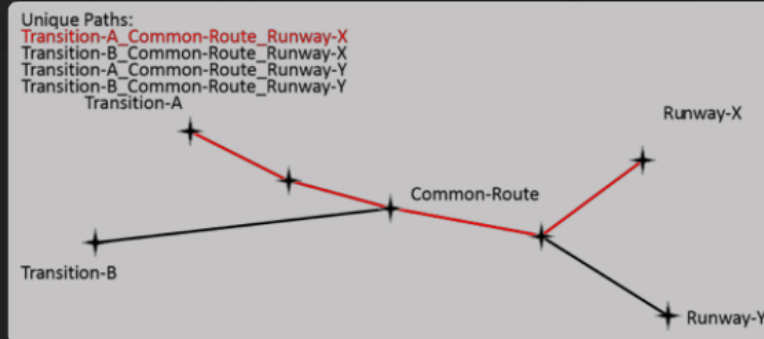 Unique Paths:
Transition-A_Common-Route_Runway-X
Transition-B_Common-Route_Runway-X
Transition-A_Common-Route_Runway-Y
Transition-B_Common-Route_Runway-Y
Transition-A
Runway-X
Common-Route
Transition-B
Runway-Y